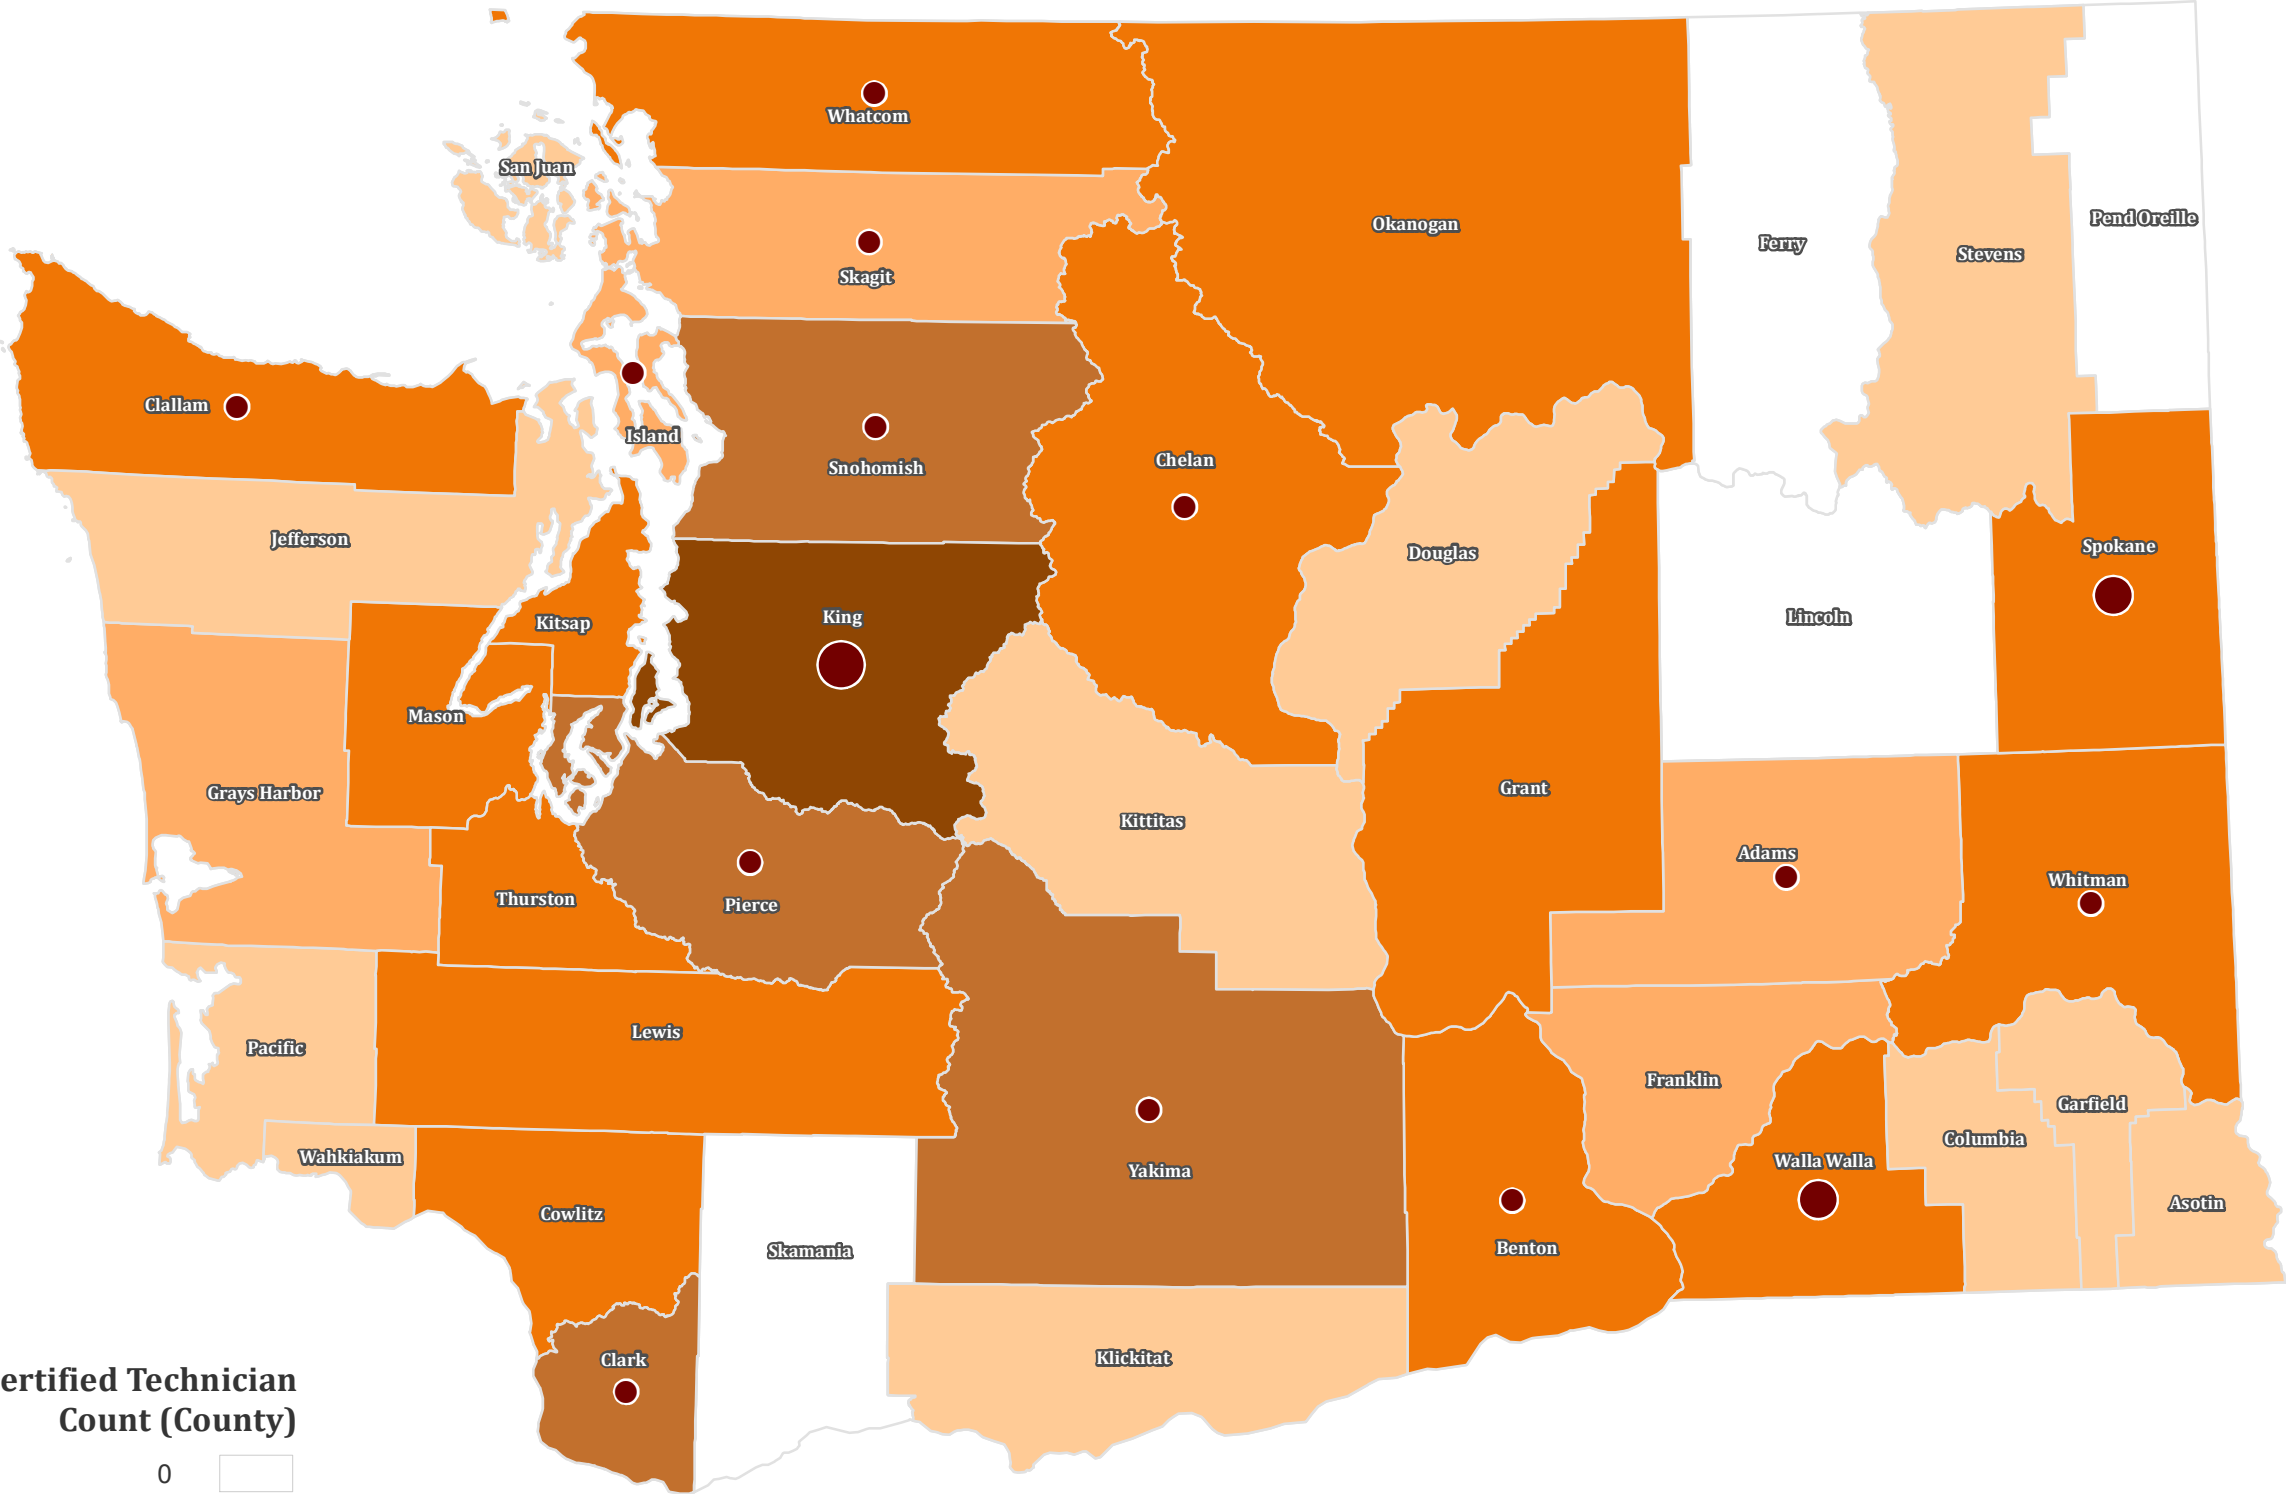 Whatcom
San Juan
Okanogan
Pend Oreille
Ferry
Stevens
Skagit
Clallam
Island
Snohomish
Chelan
Jefferson
Douglas
Spokane
King
Kitsap
Lincoln
Mason
Grays Harbor
Grant
Kittitas
Adams
Whitman
Thurston
Pierce
Lewis
Pacific
Franklin
Garfield
Columbia
Wahkiakum
Walla Walla
Yakima
Asotin
Cowlitz
Skamania
Benton
Clark
Klickitat
ertified Technician
Count (County)
0